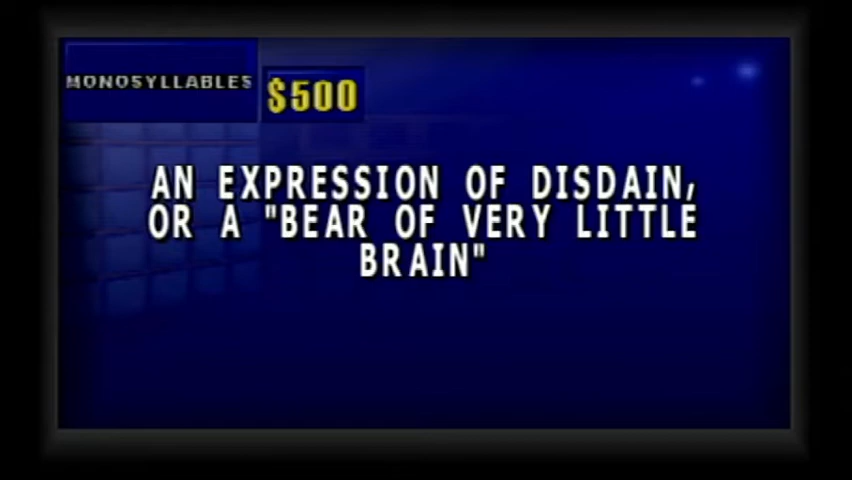 MONOSYLLABLES
$500
AN EXPRESSION OF DISDAIN,
OR A "BEAR OF VERY LITTLE
BRAIN"